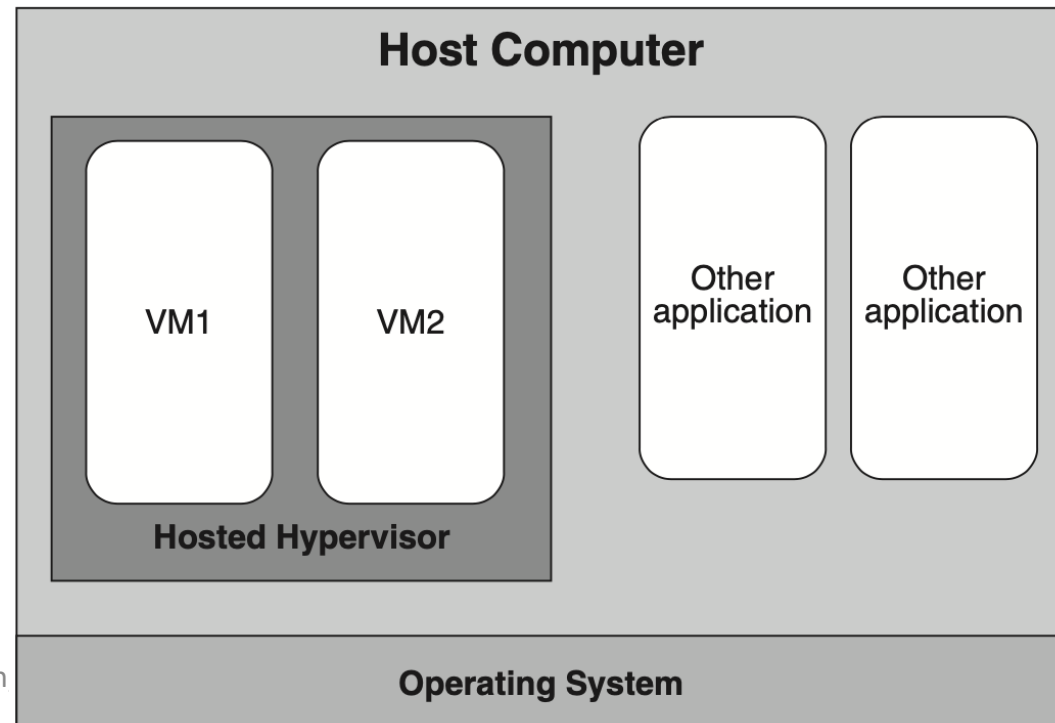 Host Computer
VM1
VM2
Other
application
Other
application
Hosted Hypervisor
Operating System